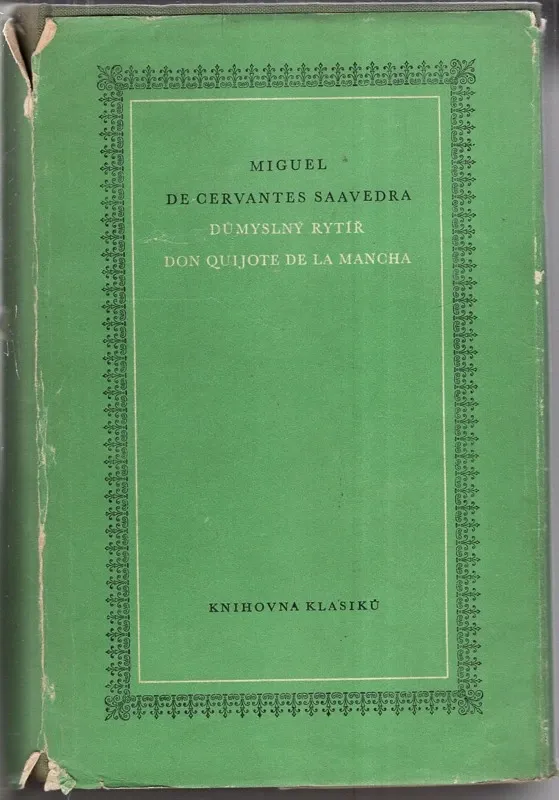 MIGUEL
DE CERVANTES SAAVEDRA
DŮMYSLNÝ RYTÍŘ
DON QUIJOTE DE LA MANCHA
KNIHOVNA KLASIKŮ